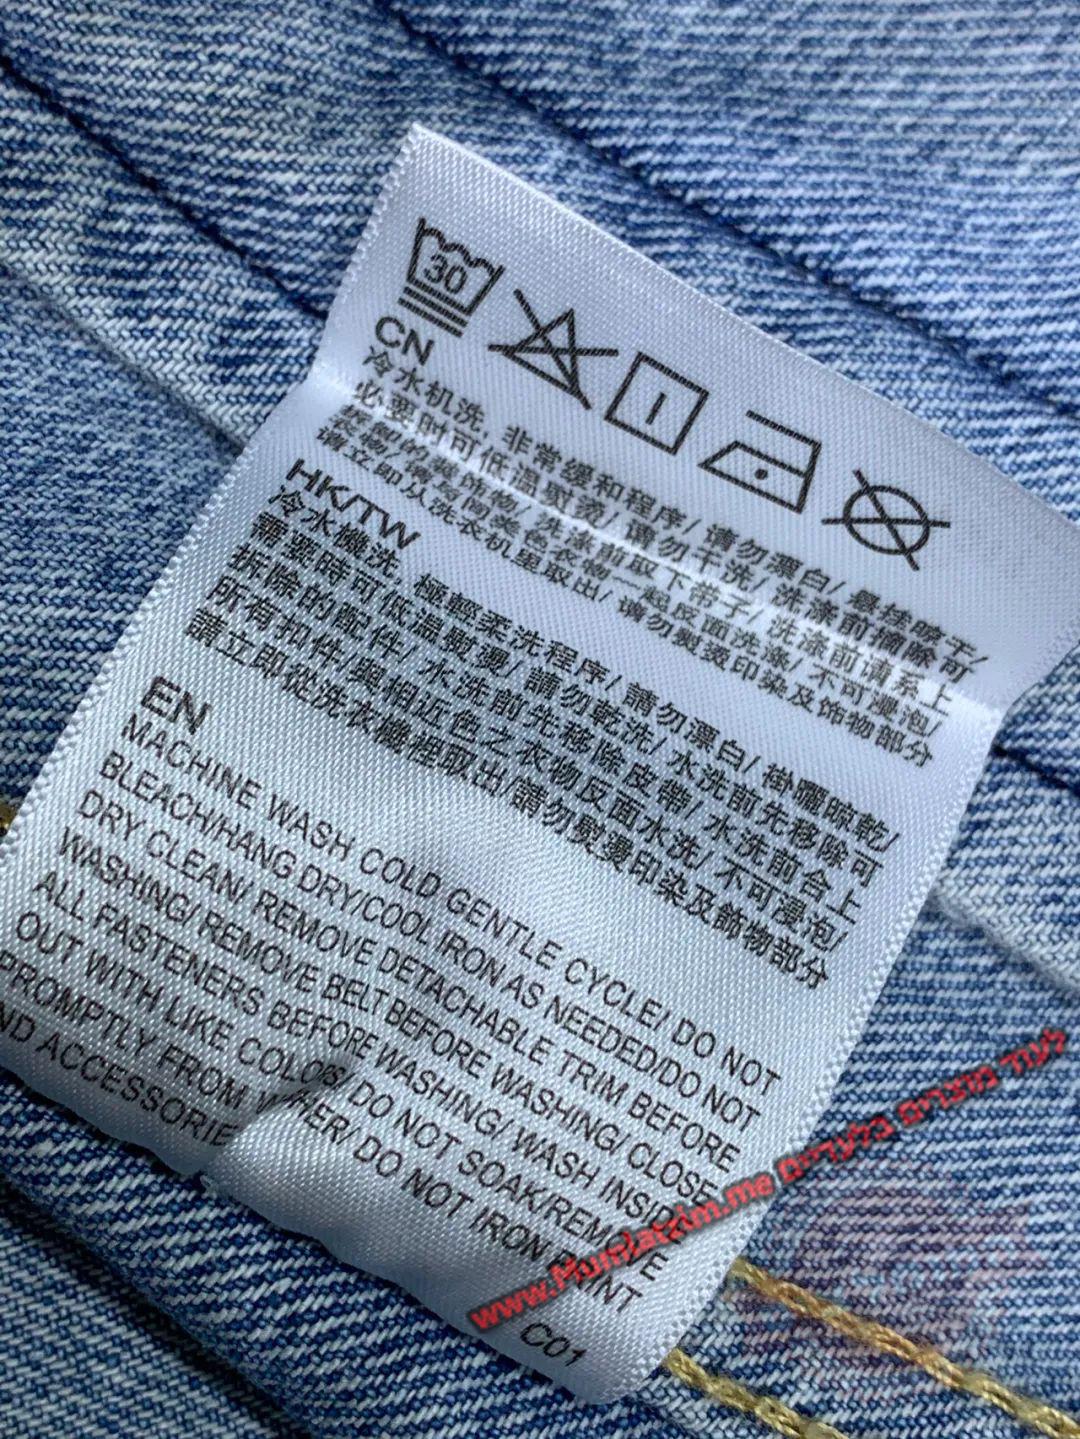 30
CN
冷水机洗, 非常缓和程序/ 请勿漂白/ 悬挂晾干/
必要时可低温熨烫/ 请勿干洗/ 洗涤前摘除可
拆卸的装饰物/ 洗涤前取下带子/ 洗涤前请系上
衣物/ 请与同类色衣物一起反面洗涤/ 不可浸泡/
请立即从洗衣机里取出/ 请勿熨烫印染及饰物部分
HK/TW
冷水機洗, 極輕柔洗程序/ 請勿漂白/ 掛曬晾乾/
需要時可低溫熨燙/ 請勿乾洗/ 水洗前先移除可
拆除的配件/ 水洗前先移除皮帶/ 水洗前合上
所有扣件/與相近色之衣物反面水洗/ 不可浸泡/
請立即從洗衣機裡取出/請勿熨燙印染及飾物部分
EN
MACHINE WASH COLD GENTLE CYCLE/ DO NOT
BLEACH/HANG DRY/COOL IRON AS NEEDED/DO NOT
DRY CLEAN/ REMOVE DETACHABLE TRIM BEFORE
WASHING/ REMOVE BELT BEFORE WASHING/ CLOSE
ALL FASTENERS BEFORE WASHING/ WASH INSIDE
OUT WITH LIKE COLORS/ DO NOT SOAK/REMOVE
PROMPTLY FROM HER/ DO NOT IRON PRINT
ND ACCESSORIE
C01
www.Mumlatzim.me לעוד מוצרים בלעדיים